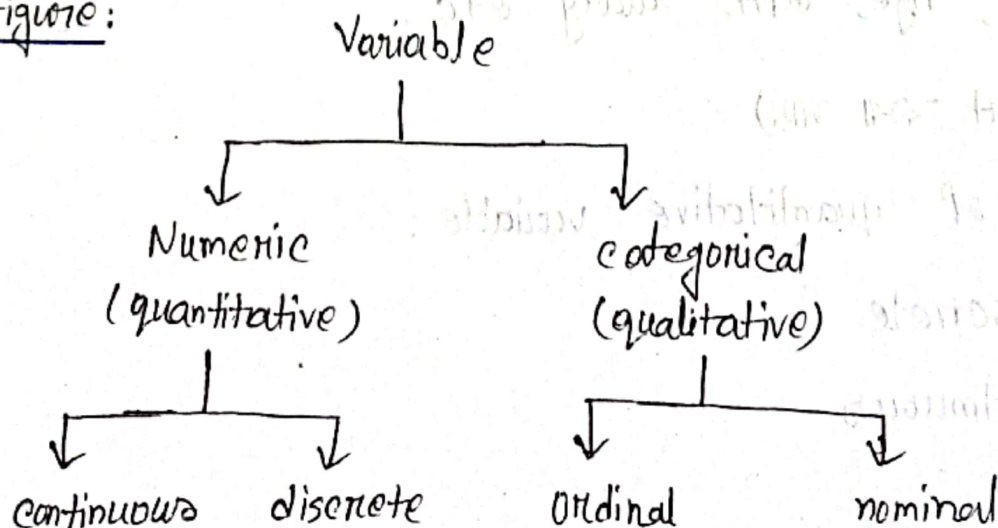 Figure:
Variable
Numeric categorical
(quantitative) (qualitative)
continuous discrete ordinal nominal